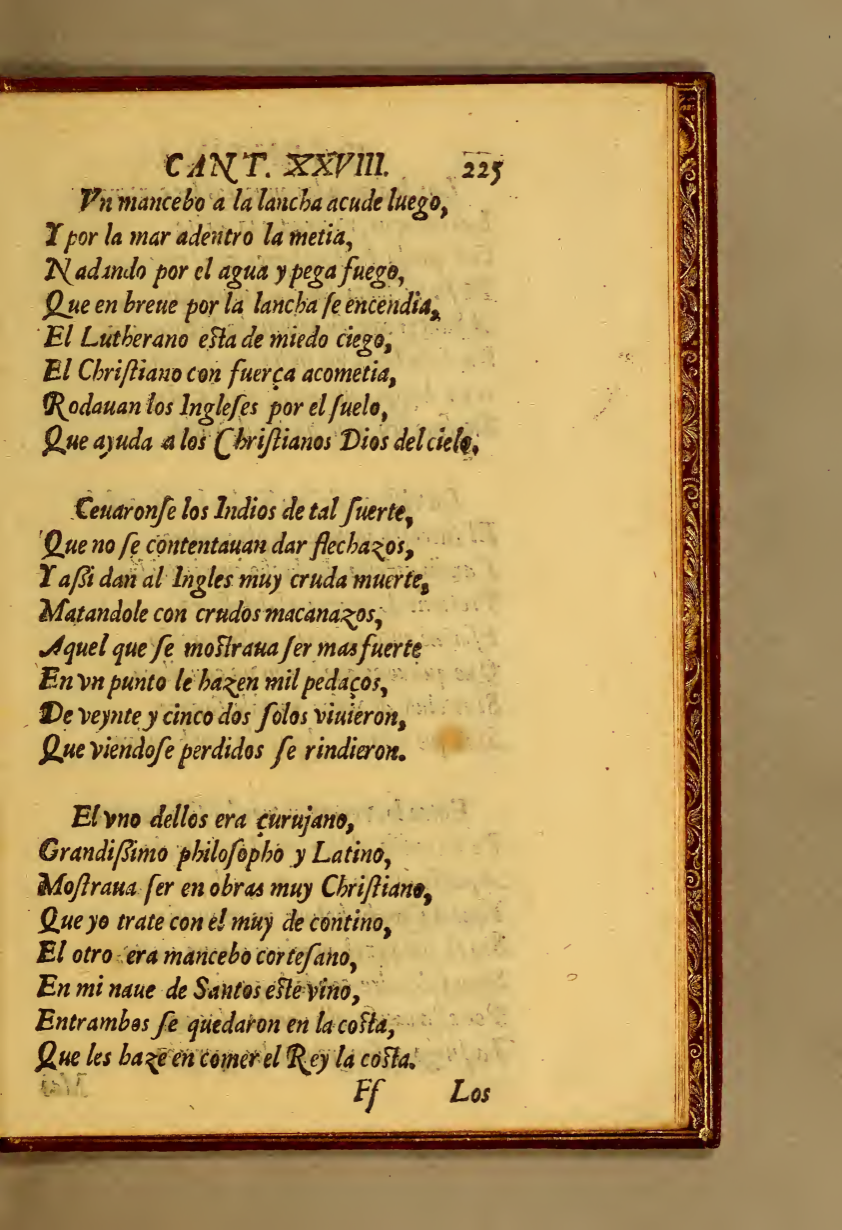 CANT. XXVIII. 225
Vn mancebo a la lancha acude luego,
Y por la mar adentro la metia,
Nadando por el agua y pega fuego,
Que en breue por la lancha ſe encendia,
El Lutherano eſta de miedo ciego,
El Chriſtiano con fuerça acometia,
Rodauan los Ingleſes por el ſuelo,
Que ayuda a los Chriſtianos Dios del cielo,
Ceuaronſe los Indios de tal ſuerte,
Que no ſe contentauan dar flechazos,
Y aſsi dan al Ingles muy cruda muerte,
Matandole con crudos macanazos,
Aquel que ſe moſtraua ſer mas fuerte
En vn punto le hazen mil pedaços,
De veynte y cinco dos ſolos viuieron,
Que viendoſe perdidos ſe rindieron.
El vno dellos era çurujano,
Grandiſsimo philoſopho y Latino,
Moſtraua ſer en obras muy Chriſtiano,
Que yo trate con el muy de contino,
El otro era mancebo corteſano,
En mi naue de Santos eſte vino,
Entrambos ſe quedaron en la coſta,
Que les hazē en comer el Rey la coſta.
Ff Los